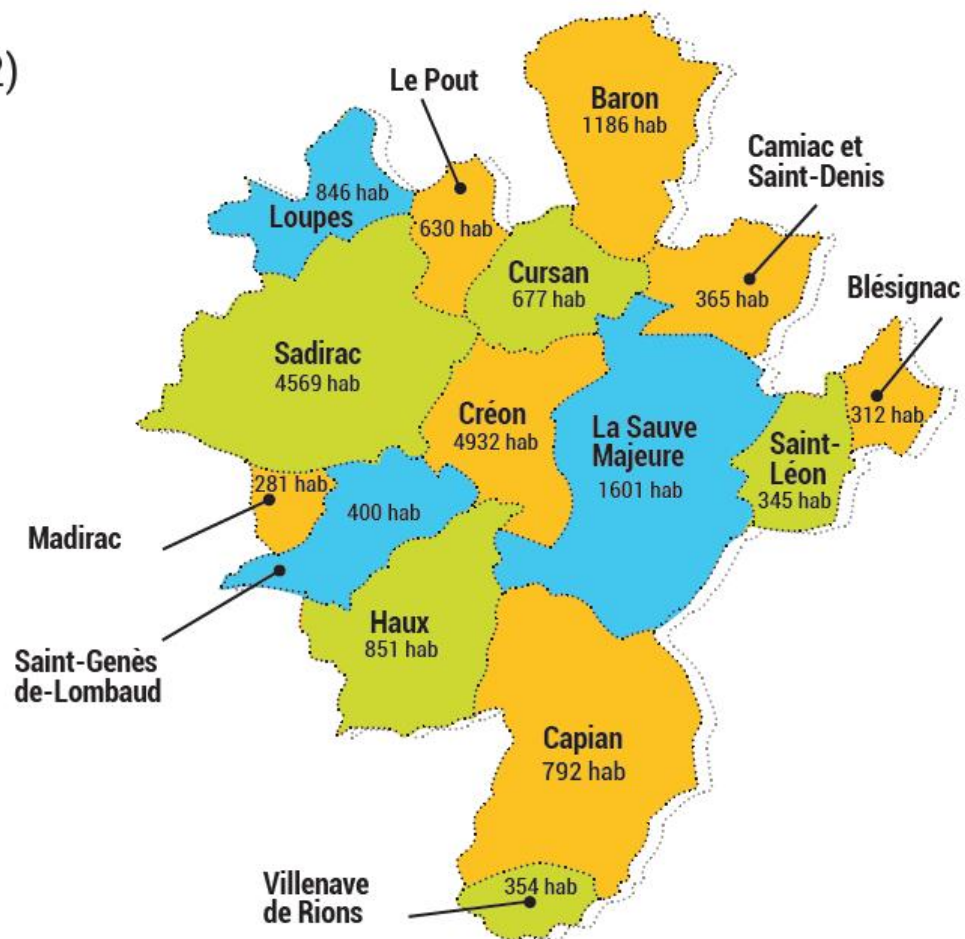 2)
Le Pout
630 hab
Baron
1186 hab
Camiac et
Saint-Denis
365 hab
846 hab
Loupes
Cursan
677 hab
Blésignac
312 hab
Sadirac
4569 hab
Créon
4932 hab
La Sauve
Majeure
1601 hab
Saint-
Léon
345 hab
281 hab
Madirac
400 hab
Saint-Genès
de-Lombaud
Haux
851 hab
Capian
792 hab
Villenave
de Rions
354 hab